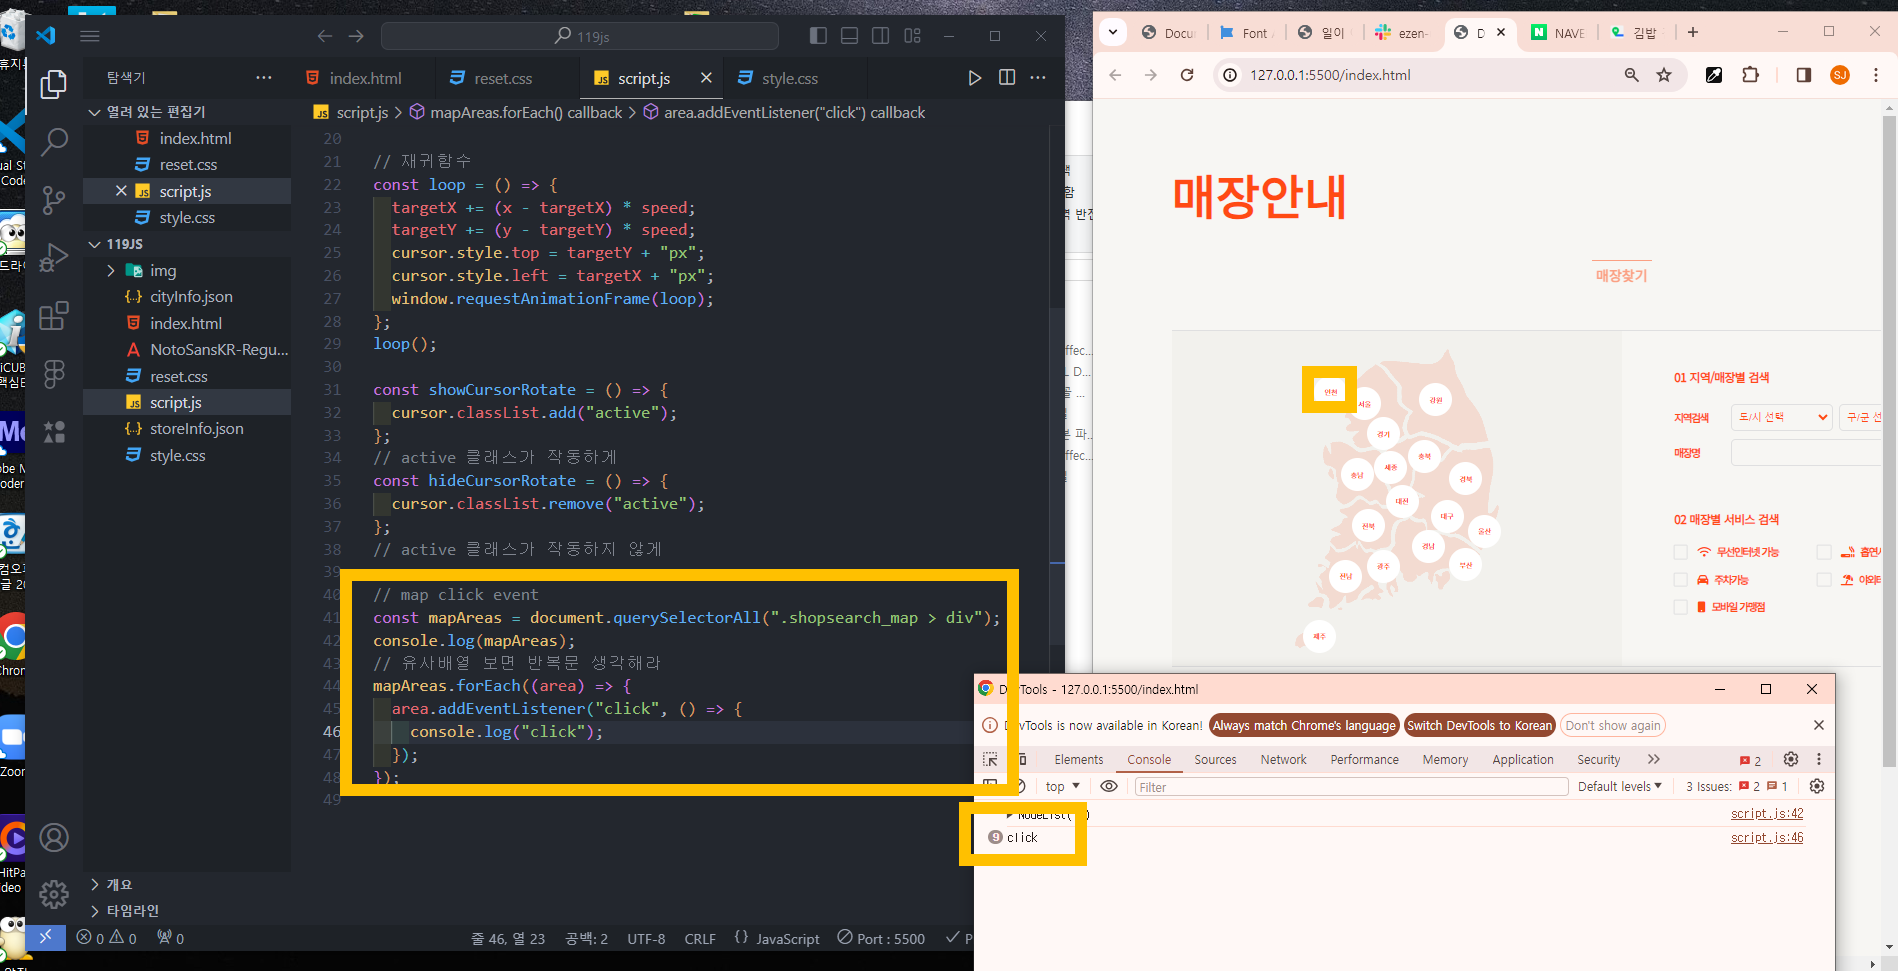 119js
탐색기
열려 있는 편집기
index.html
reset.css
script.js
style.css
119JS
img
cityInfo.json
index.html
NotoSansKR-Regu...
reset.css
script.js
storeInfo.json
style.css
개요
타임라인
index.html
reset.css
script.js
style.css
script.js > mapAreas.forEach() callback > area.addEventListener("click") callback
20
21 // 재귀함수
22 const loop = () => {
23 targetX += (x - targetX) * speed;
24 targetY += (y - targetY) * speed;
25 cursor.style.top = targetY + "px";
26 cursor.style.left = targetX + "px";
27 window.requestAnimationFrame(loop);
28 };
29 loop();
30
31 const showCursorRotate = () => {
32 cursor.classList.add("active");
33 };
34 // active 클래스가 작동하게
35 const hideCursorRotate = () => {
36 cursor.classList.remove("active");
37 };
38 // active 클래스가 작동하지 않게
39
40 // map click event
41 const mapAreas = document.querySelectorAll(".shopsearch_map > div");
42 console.log(mapAreas);
43 // 유사배열 보면 반복문 생각해라
44 mapAreas.forEach((area) => {
45 area.addEventListener("click", () => {
46 console.log("click");
47 });
48 });
49
0 0 0
줄 46, 열 23 공백: 2 UTF-8 CRLF {} JavaScript Port : 5500
Docu Font 일이 ezen- D NAVE 김밥
127.0.0.1:5500/index.html
SJ
매장안내
매장찾기
인천
서울
강원
경기
충북
세종
충남
경북
대전
대구
전북
울산
경남
광주
부산
전남
제주
01 지역/매장별 검색
지역검색 도/시 선택 구/군 선
매장명
02 매장별 서비스 검색
무선인터넷 가능 흡연
주차가능 야외
모바일 가맹점
DevTools - 127.0.0.1:5500/index.html
DevTools is now available in Korean! Always match Chrome's language Switch DevTools to Korean Don't show again
Elements Console Sources Network Performance Memory Application Security 2
top Filter Default levels 3 Issues: 2 1
NodeList( ) script.js:42
9 click script.js:46